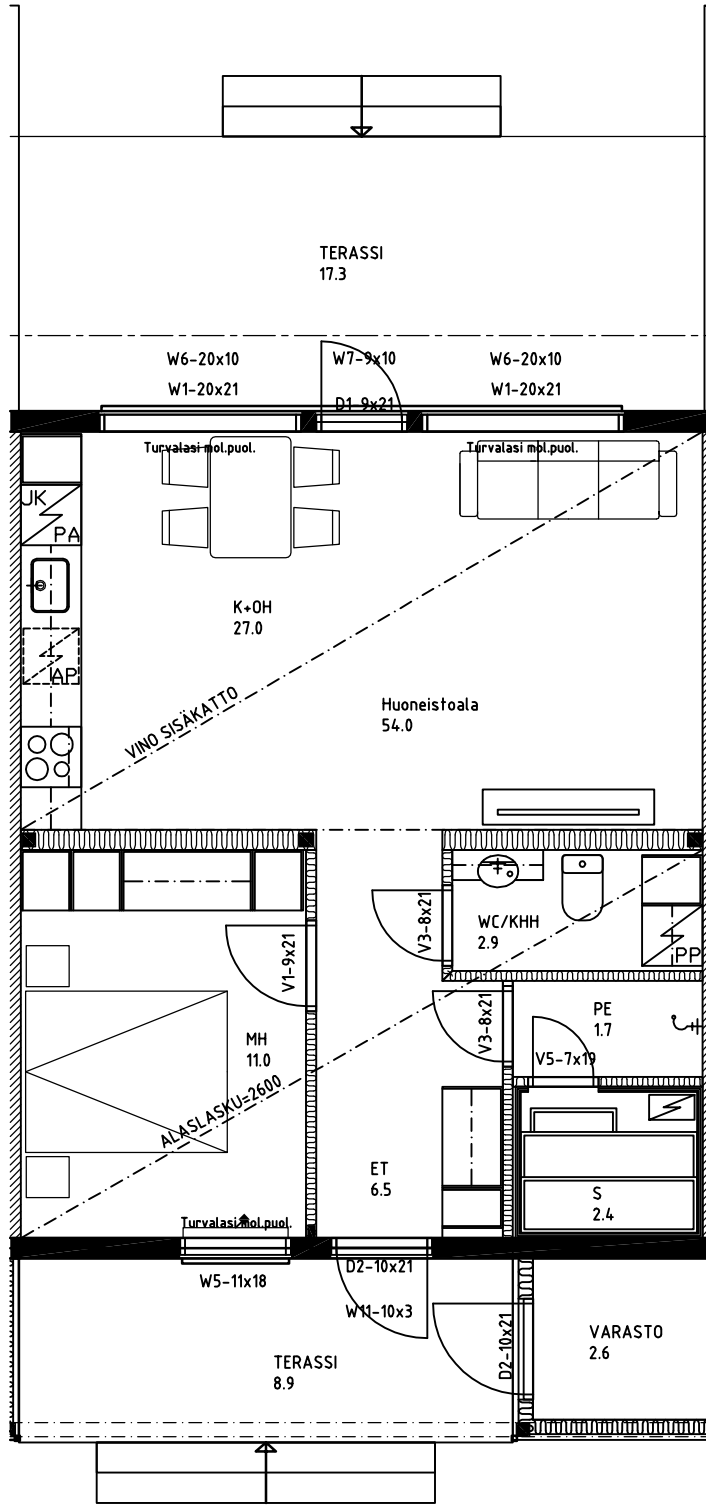 TERASSI
17.3
W6-20x10
W7-9x10
W6-20x10
W1-20x21
D1-9x21
W1-20x21
Turvalasi mol.puol.
Turvalasi mol.puol.
JK
PA
K+OH
27.0
AP
Huoneistoala
54.0
VINO SISÄKATTO
V3-8x21
WC/KHH
2.9
V1-9x21
PP
V3-8x21
PE
1.7
MH
11.0
V5-7x19
ALASLASKU=2600
ET
6.5
S
2.4
Turvalasi mol.puol.
D2-10x21
W5-11x18
W11-10x3
D2-10x21
VARASTO
2.6
TERASSI
8.9